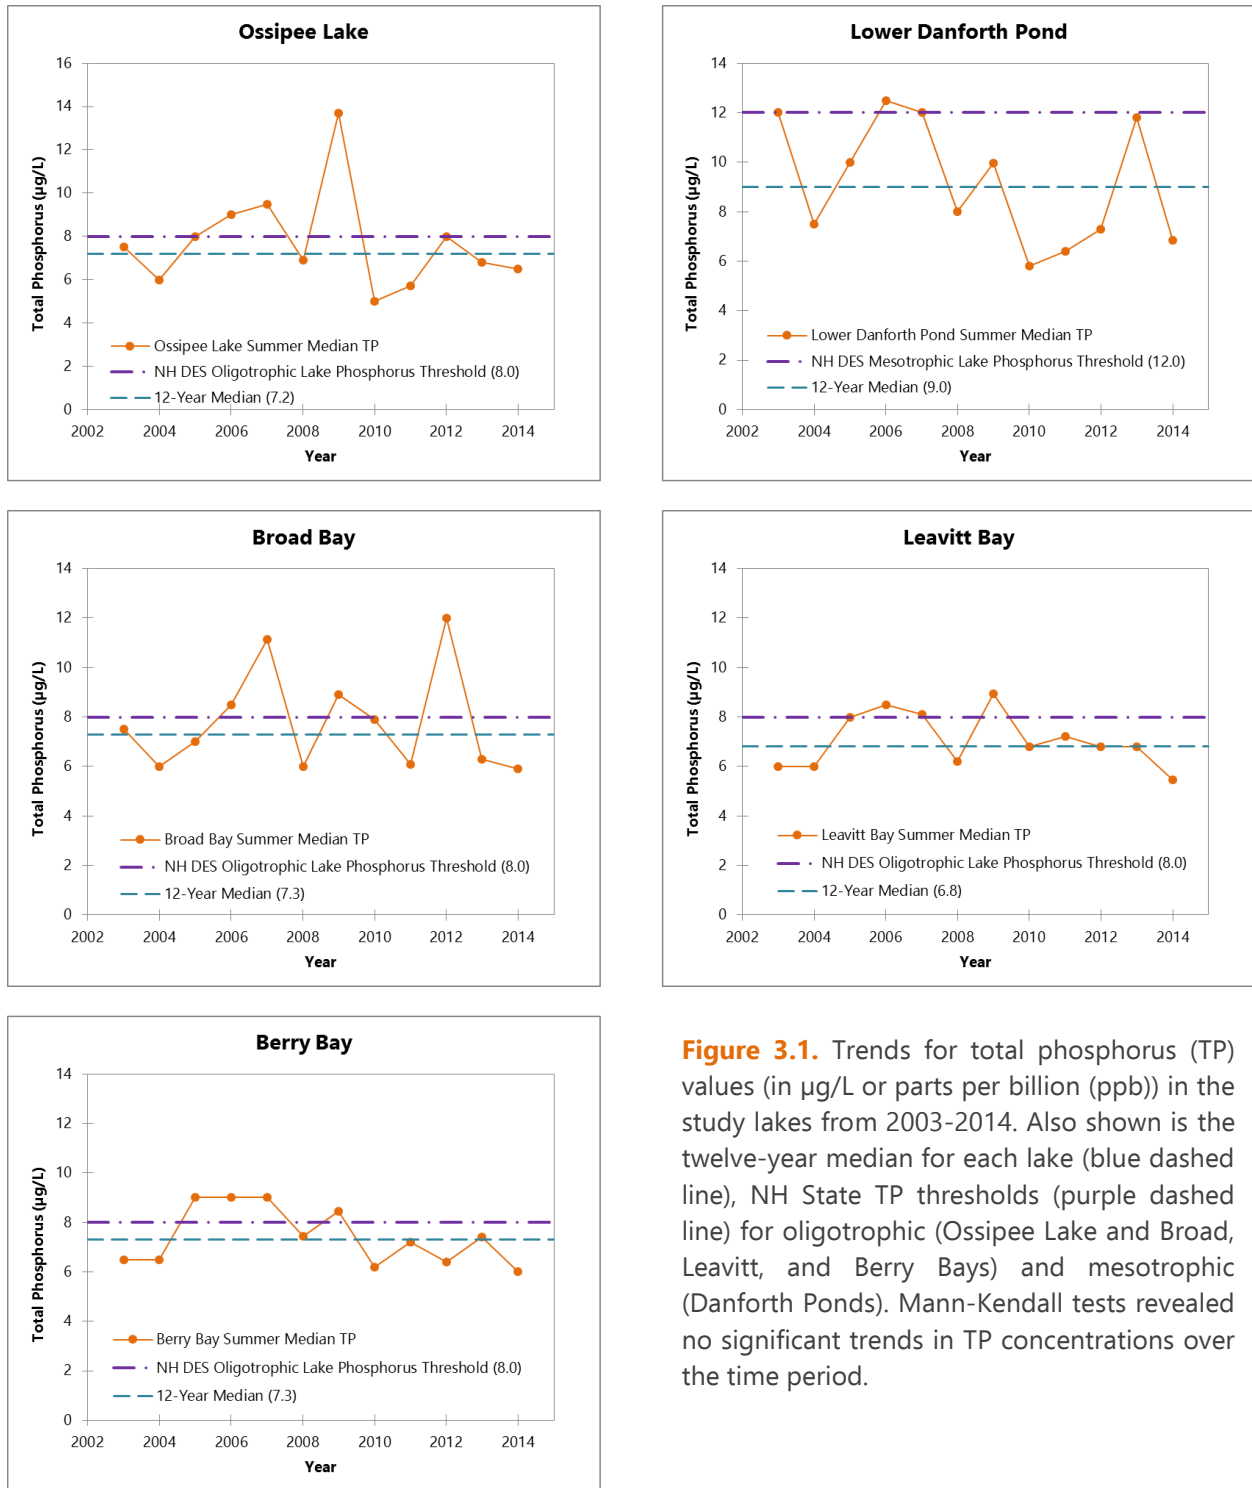 Ossipee Lake
16
14
12
10
8
6
4
2
0
Total Phosphorus (µg/L)
Ossipee Lake Summer Median TP
NH DES Oligotrophic Lake Phosphorus Threshold (8.0)
12-Year Median (7.2)
2002 2004 2006 2008 2010 2012 2014
Year
Lower Danforth Pond
14
12
10
8
6
4
2
0
Total Phosphorus (µg/L)
Lower Danforth Pond Summer Median TP
NH DES Mesotrophic Lake Phosphorus Threshold (12.0)
12-Year Median (9.0)
2002 2004 2006 2008 2010 2012 2014
Year
Broad Bay
14
12
10
8
6
4
2
0
Total Phosphorus (µg/L)
Broad Bay Summer Median TP
NH DES Oligotrophic Lake Phosphorus Threshold (8.0)
12-Year Median (7.3)
2002 2004 2006 2008 2010 2012 2014
Year
Leavitt Bay
14
12
10
8
6
4
2
0
Total Phosphorus (µg/L)
Leavitt Bay Summer Median TP
NH DES Oligotrophic Lake Phosphorus Threshold (8.0)
12-Year Median (6.8)
2002 2004 2006 2008 2010 2012 2014
Year
Berry Bay
14
12
10
8
6
4
2
0
Total Phosphorus (µg/L)
Berry Bay Summer Median TP
NH DES Oligotrophic Lake Phosphorus Threshold (8.0)
12-Year Median (7.3)
2002 2004 2006 2008 2010 2012 2014
Year
Figure 3.1. Trends for total phosphorus (TP)
values (in µg/L or parts per billion (ppb)) in the
study lakes from 2003-2014. Also shown is the
twelve-year median for each lake (blue dashed
line), NH State TP thresholds (purple dashed
line) for oligotrophic (Ossipee Lake and Broad,
Leavitt, and Berry Bays) and mesotrophic
(Danforth Ponds). Mann-Kendall tests revealed
no significant trends in TP concentrations over
the time period.